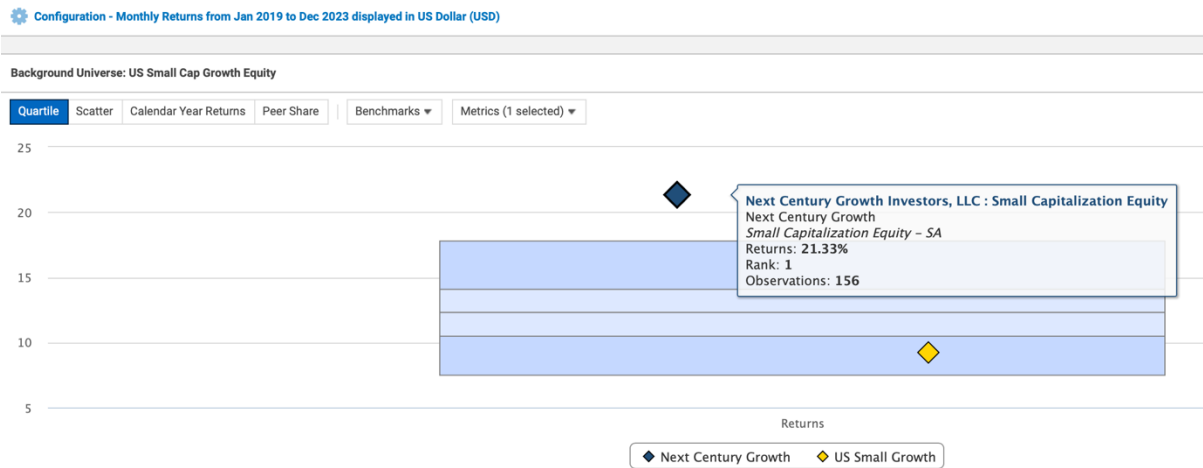 Configuration - Monthly Returns from Jan 2019 to Dec 2023 displayed in US Dollar (USD)
Background Universe: US Small Cap Growth Equity
Quartile Scatter Calendar Year Returns Peer Share Benchmarks ▾ Metrics (1 selected) ▾
25
20
15
10
5
Next Century Growth Investors, LLC : Small Capitalization Equity
Next Century Growth
Small Capitalization Equity – SA
Returns: 21.33%
Rank: 1
Observations: 156
Returns
Next Century Growth US Small Growth